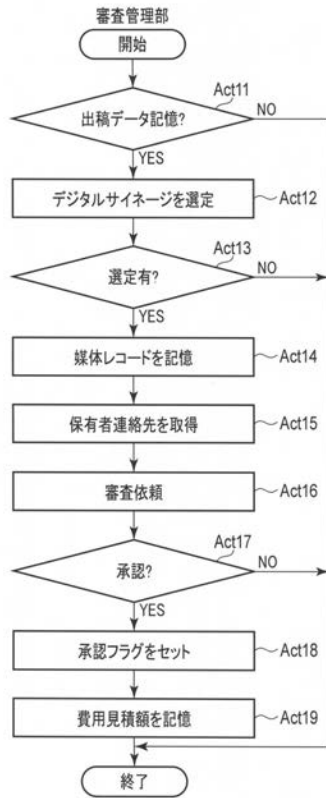 審査管理部
開始
Act11
出稿データ記憶?
NO
YES
デジタルサイネージを選定
Act12
Act13
選定有?
NO
YES
媒体レコードを記憶
Act14
保有者連絡先を取得
Act15
審査依頼
Act16
Act17
承認?
NO
YES
承認フラグをセット
Act18
費用見積額を記憶
Act19
終了